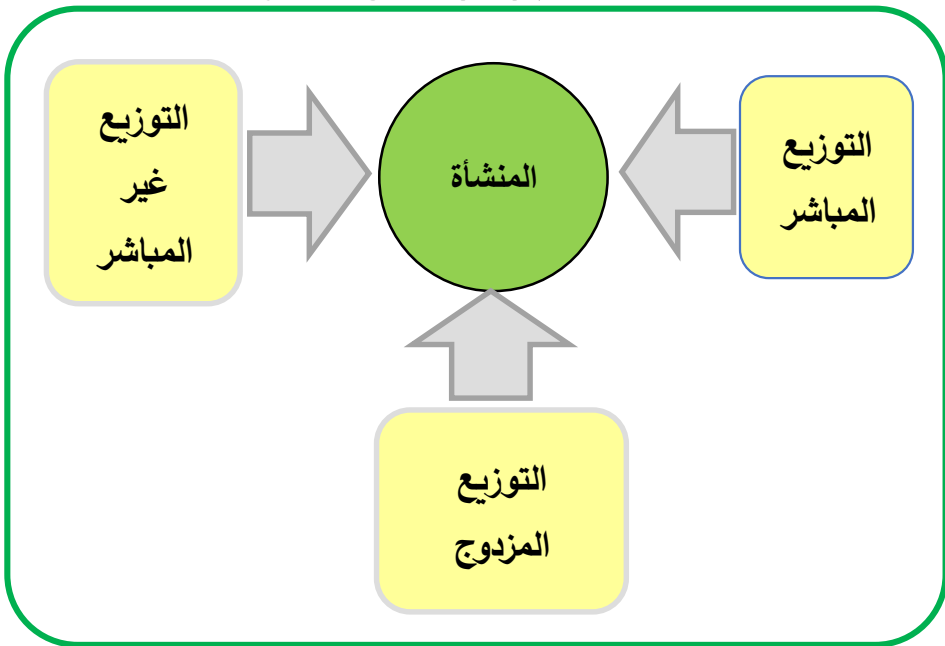 التوزيع
المباشر
المنشأة
التوزيع
غير
المباشر
التوزيع
المزدوج